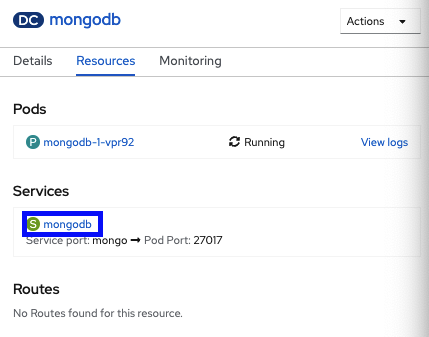 DC mongodb
Actions
Details Resources Monitoring
Pods
P mongodb-1-vpr92 Running View logs
Services
S mongodb
Service port: mongo → Pod Port: 27017
Routes
No Routes found for this resource.